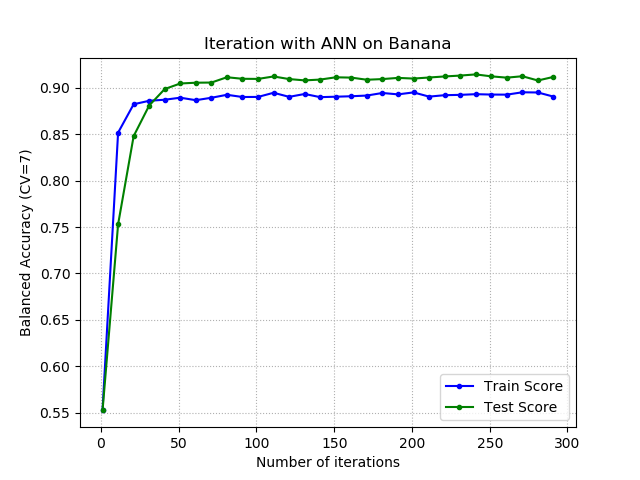 Iteration with ANN on Banana
Balanced Accuracy (CV=7)
0.90
0.85
0.80
0.75
0.70
0.65
0.60
0.55
0 50 100 150 200 250 300
Number of iterations
Train Score
Test Score